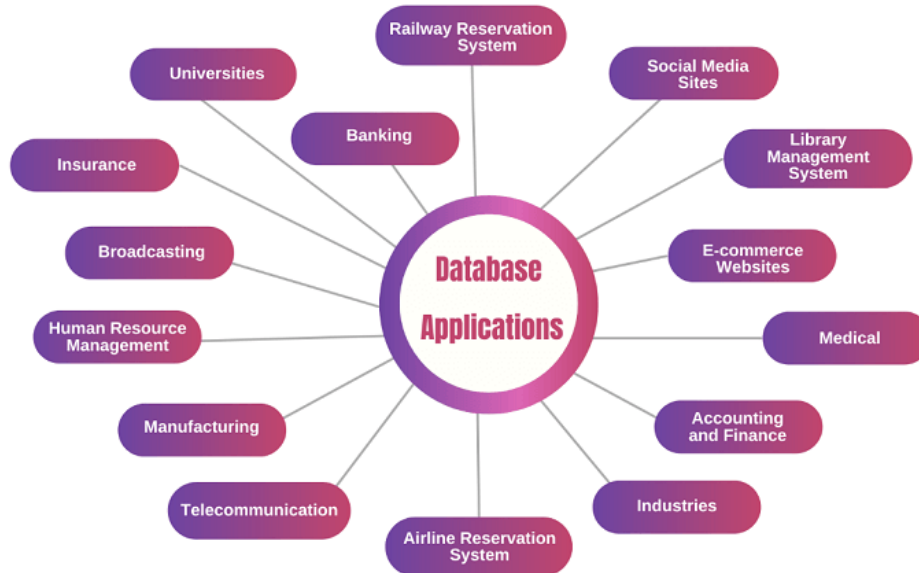 Railway Reservation
System
Universities
Social Media
Sites
Banking
Library
Management
System
Insurance
Broadcasting
E-commerce
Websites
Database
Applications
Human Resource
Management
Medical
Manufacturing
Accounting
and Finance
Telecommunication
Industries
Airline Reservation
System